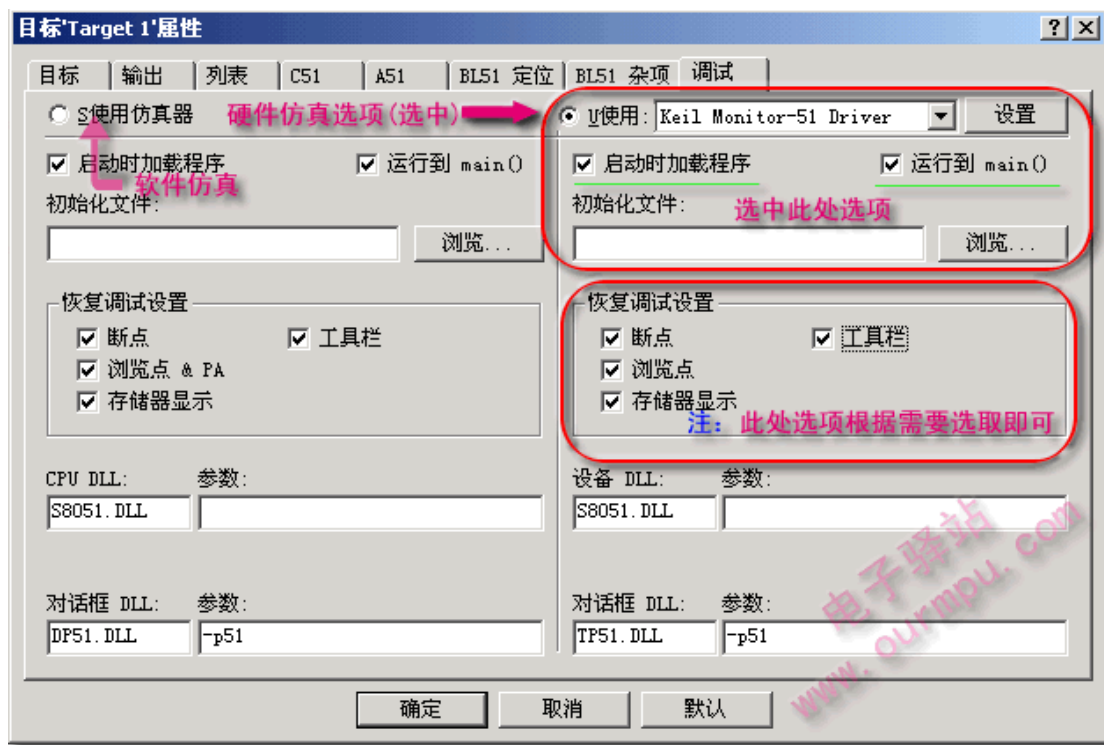 目标'Target 1'属性
目标 输出 列表 C51 A51 BL51 定位 BL51 杂项 调试
S使用仿真器 硬件仿真选项(选中) U使用: Keil Monitor-51 Driver 设置
启动时加载程序 运行到 main() 启动时加载程序 运行到 main()
软件仿真
初始化文件: 初始化文件: 选中此处选项
浏览... 浏览...
恢复调试设置 恢复调试设置
断点 工具栏 断点 工具栏
浏览点 & PA 浏览点
存储器显示 存储器显示
注: 此处选项根据需要选取即可
CPU DLL: 参数: 设备 DLL: 参数:
S8051.DLL S8051.DLL
对话框 DLL: 参数: 对话框 DLL: 参数:
DP51.DLL -p51 TP51.DLL -p51
电子驿站
www.ourmpu.com
确定 取消 默认